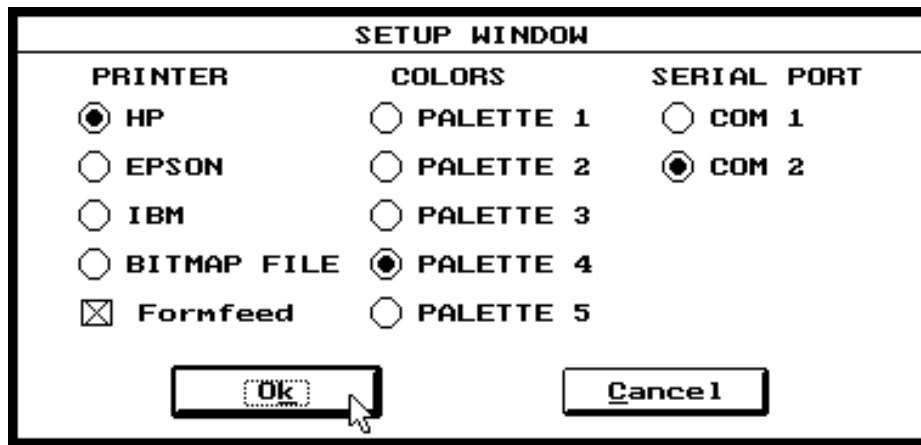 SETUP WINDOW
PRINTER COLORS SERIAL PORT
HP PALETTE 1 COM 1
EPSON PALETTE 2 COM 2
IBM PALETTE 3
BITMAP FILE PALETTE 4
Formfeed PALETTE 5
Ok Cancel